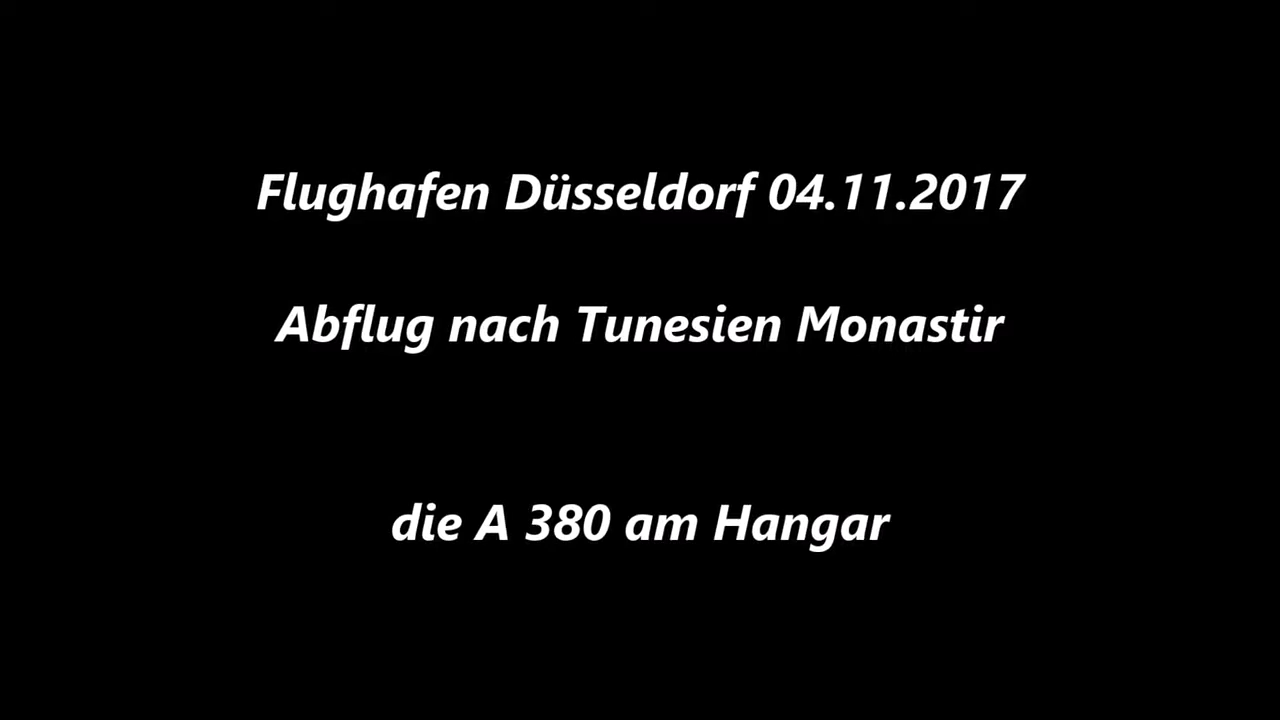 Flughafen Düsseldorf 04.11.2017
Abflug nach Tunesien Monastir
die A 380 am Hangar